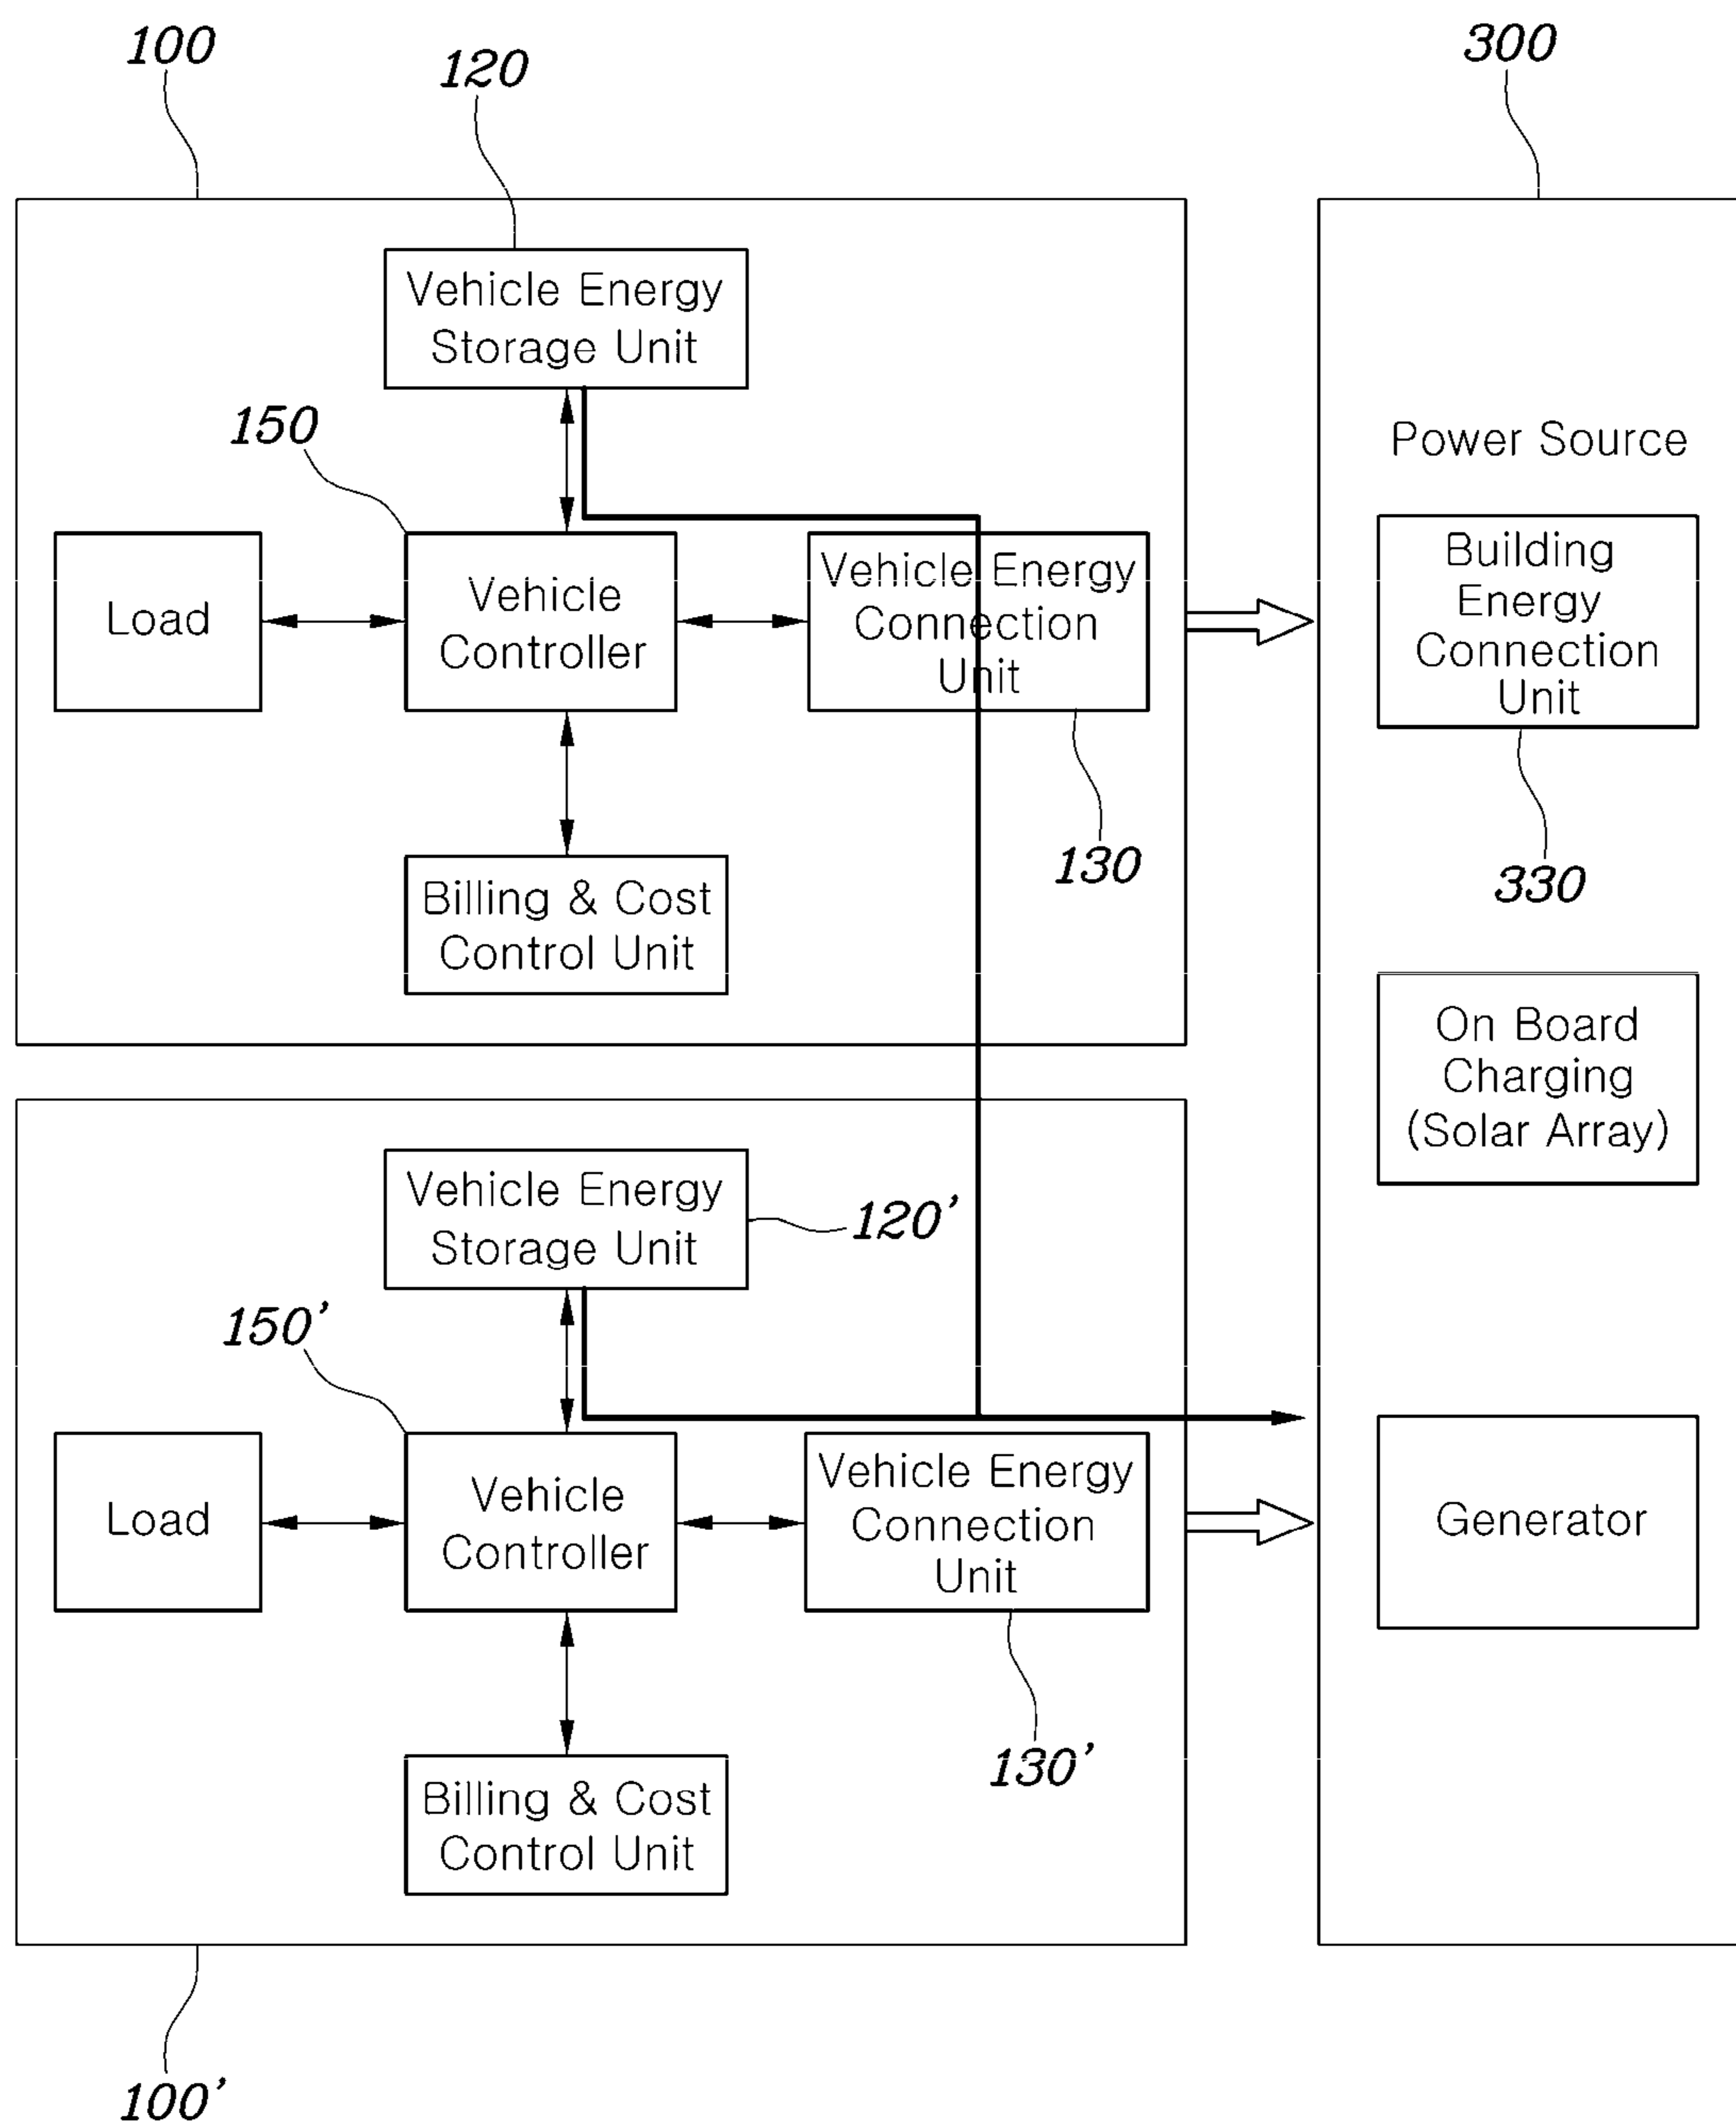 100
120
300
Vehicle Energy
Storage Unit
150
Power Source
Load
Vehicle
Controller
Vehicle Energy
Connection
Unit
Building
Energy
Connection
Unit
130
330
Billing & Cost
Control Unit
On Board
Charging
(Solar Array)
Vehicle Energy
Storage Unit
120'
150'
Load
Vehicle
Controller
Vehicle Energy
Connection
Unit
Generator
130'
Billing & Cost
Control Unit
100'